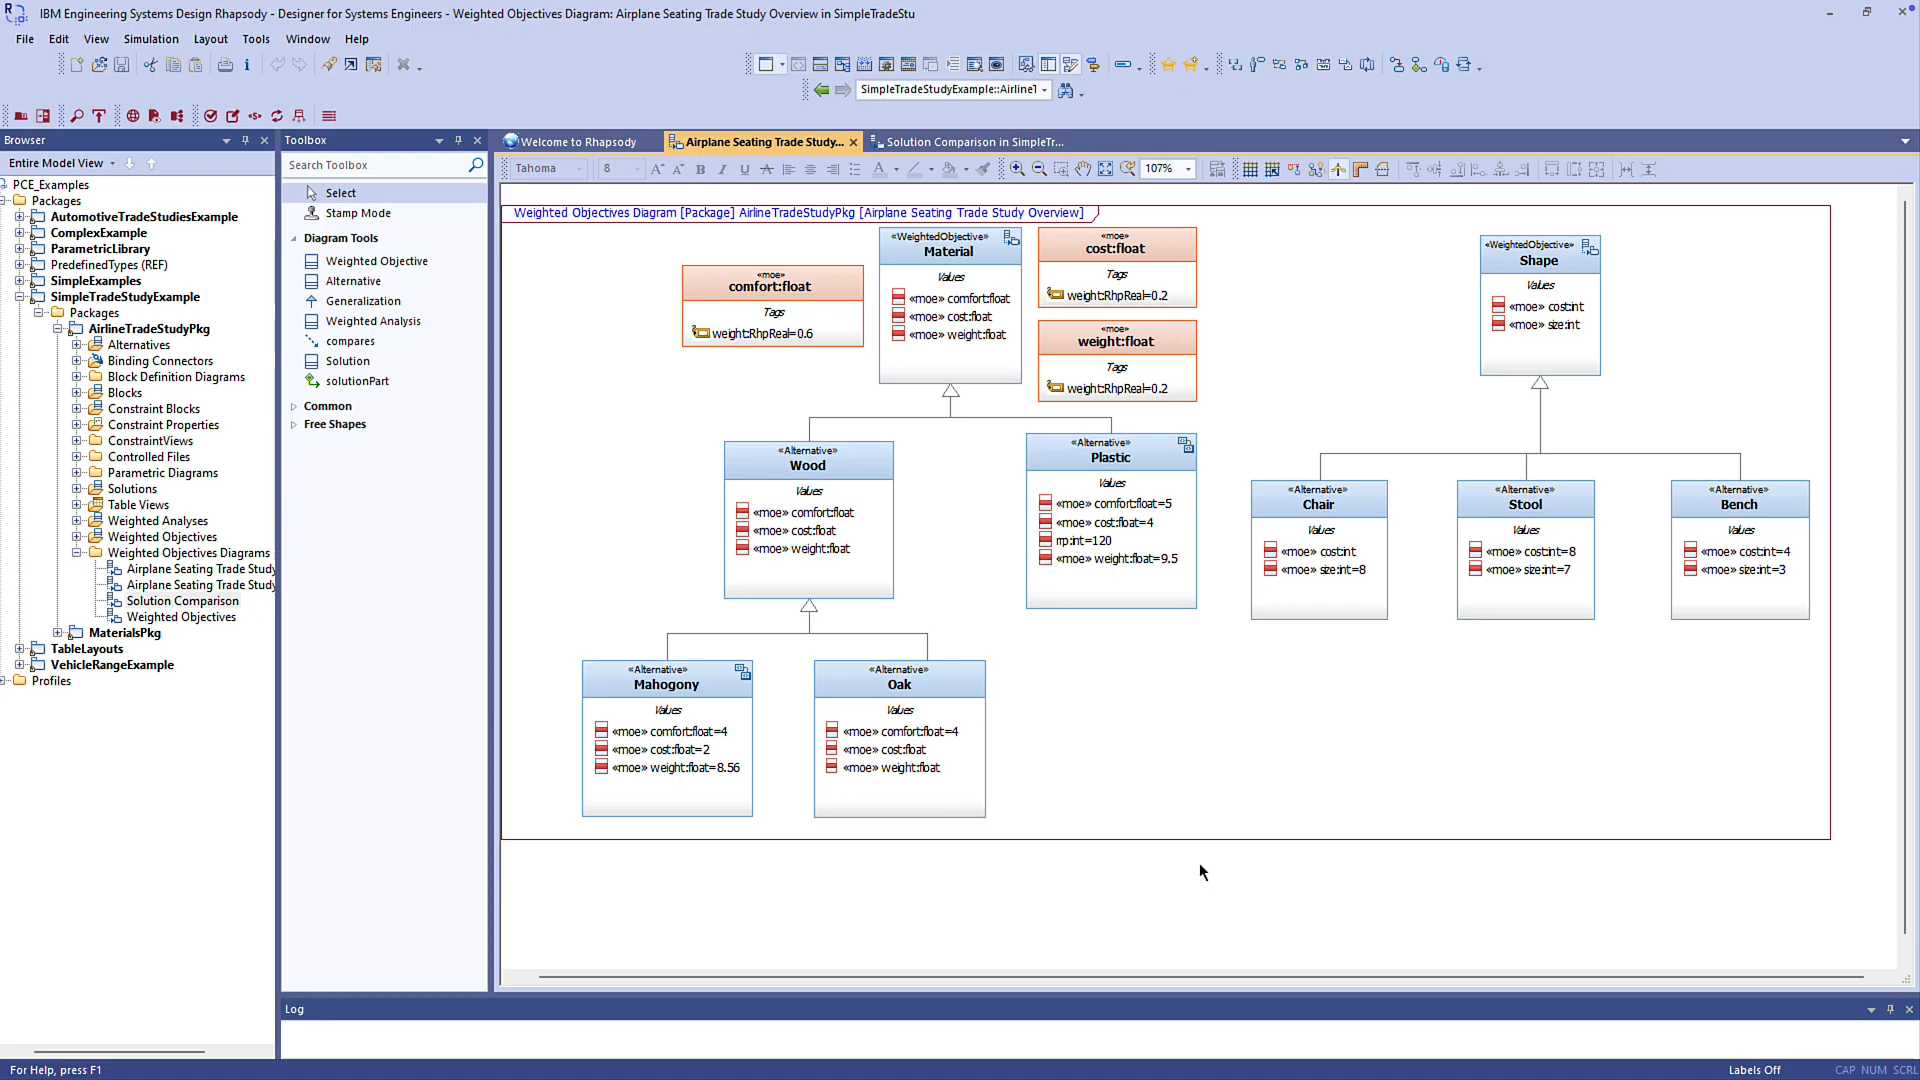 IBM Engineering Systems Design Rhapsody - Designer for Systems Engineers - Weighted Objectives Diagram: Airplane Seating Trade Study Overview in SimpleTradeStu
File Edit View Simulation Layout Tools Window Help
SimpleTradeStudyExample::Airline
Browser
Entire Model View
PCE_Examples
Packages
AutomotiveTradeStudiesExample
ComplexExample
ParametricLibrary
PredefinedTypes (REF)
SimpleExamples
SimpleTradeStudyExample
Packages
AirlineTradeStudyPkg
Alternatives
Binding Connectors
Block Definition Diagrams
Blocks
Constraint Blocks
Constraint Properties
ConstraintViews
Controlled Files
Parametric Diagrams
Solutions
Table Views
Weighted Analyses
Weighted Objectives
Weighted Objectives Diagrams
Airplane Seating Trade Study
Airplane Seating Trade Study
Solution Comparison
Weighted Objectives
MaterialsPkg
TableLayouts
VehicleRangeExample
Profiles
Toolbox
Search Toolbox
Select
Stamp Mode
Diagram Tools
Weighted Objective
Alternative
Generalization
Weighted Analysis
compares
Solution
solutionPart
Common
Free Shapes
Welcome to Rhapsody
Airplane Seating Trade Study...
Solution Comparison in SimpleTr...
Tahoma 8 107%
Weighted Objectives Diagram [Package] AirlineTradeStudyPkg [Airplane Seating Trade Study Overview]
«moe»
comfort:float
Tags
weight:RhpReal=0.6
«WeightedObjective»
Material
Values
«moe» comfort:float
«moe» cost:float
«moe» weight:float
«moe»
cost:float
Tags
weight:RhpReal=0.2
«moe»
weight:float
Tags
weight:RhpReal=0.2
«WeightedObjective»
Shape
Values
«moe» cost:int
«moe» size:int
«Alternative»
Wood
Values
«moe» comfort:float
«moe» cost:float
«moe» weight:float
«Alternative»
Plastic
Values
«moe» comfort:float=5
«moe» cost:float=4
rrp:int=120
«moe» weight:float=9.5
«Alternative»
Chair
Values
«moe» cost:int
«moe» size:int=8
«Alternative»
Stool
Values
«moe» cost:int=8
«moe» size:int=7
«Alternative»
Bench
Values
«moe» cost:int=4
«moe» size:int=3
«Alternative»
Mahogony
Values
«moe» comfort:float=4
«moe» cost:float=2
«moe» weight:float=8.56
«Alternative»
Oak
Values
«moe» comfort:float=4
«moe» cost:float
«moe» weight:float
Log
For Help, press F1
Labels Off
CAP NUM SCRL